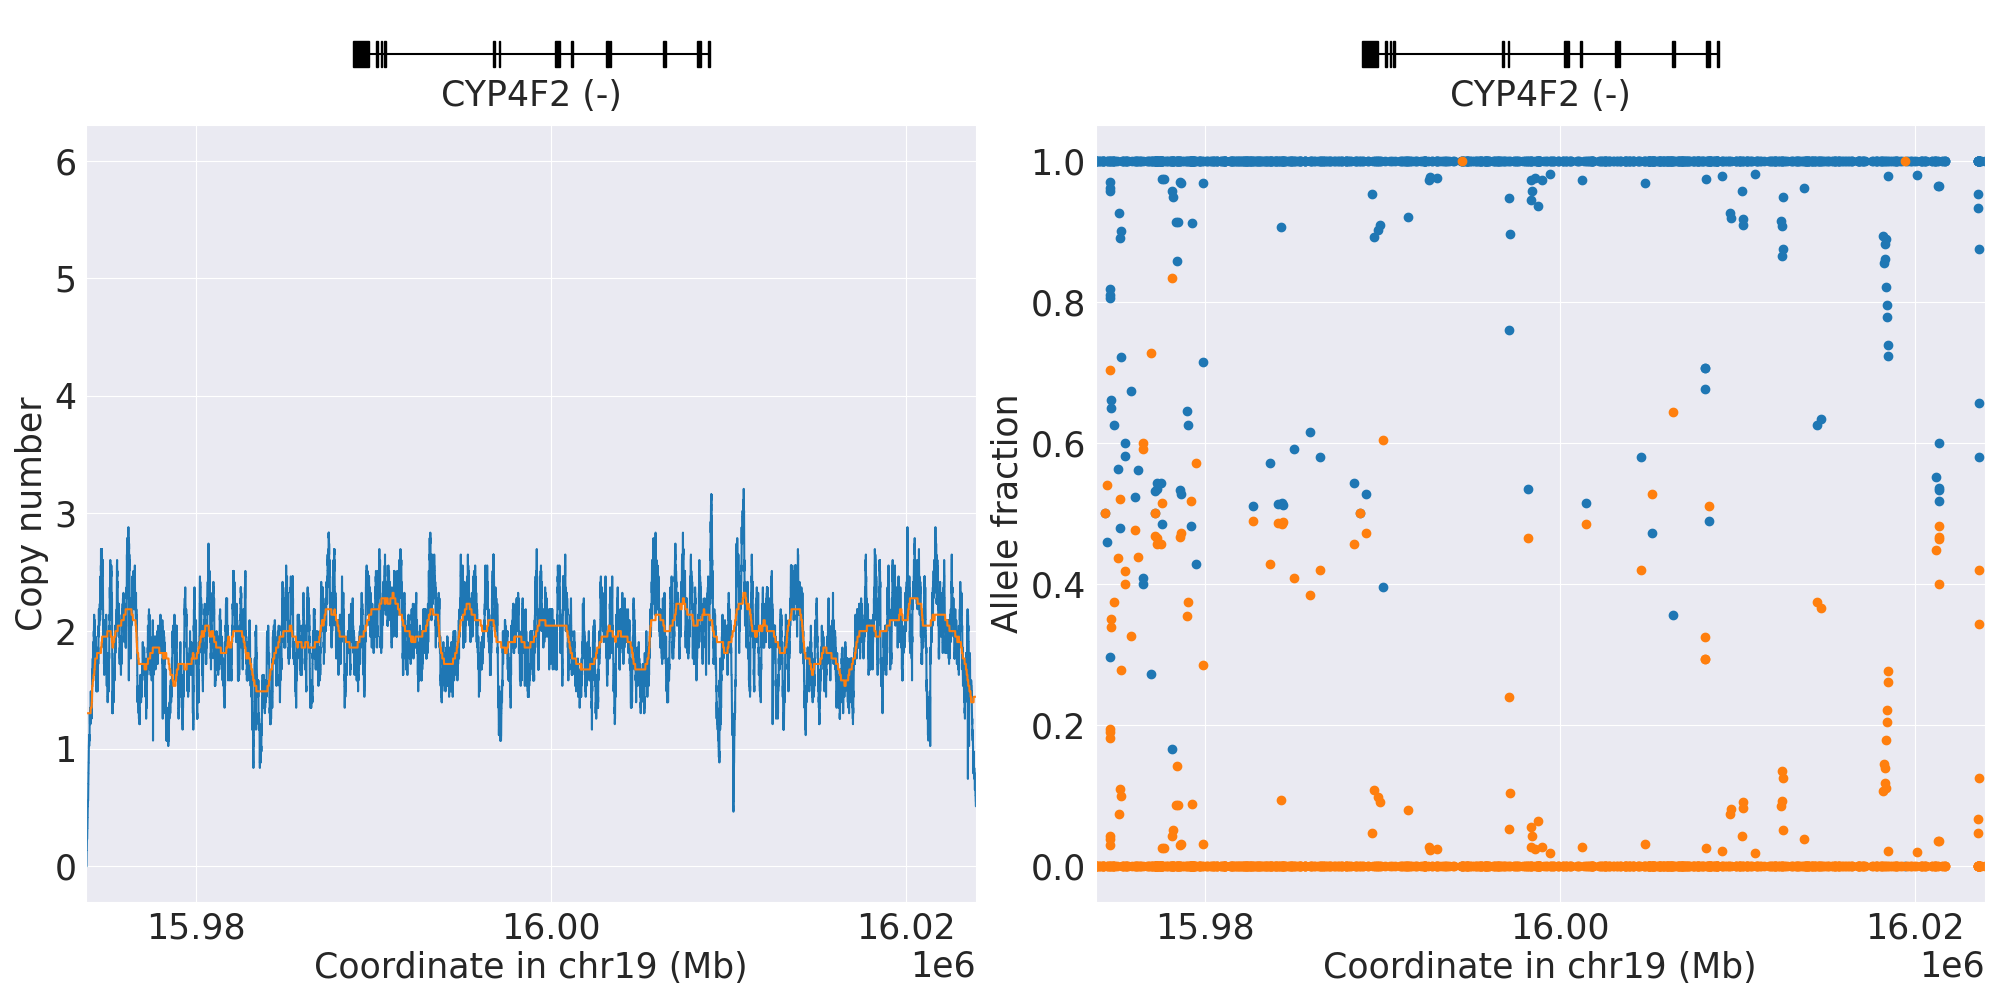 CYP4F2 (-)
CYP4F2 (-)
Copy number
6
5
4
3
2
1
0
15.98
16.00
16.02
Coordinate in chr19 (Mb)
1e6
Allele fraction
1.0
0.8
0.6
0.4
0.2
0.0
15.98
16.00
16.02
Coordinate in chr19 (Mb)
1e6